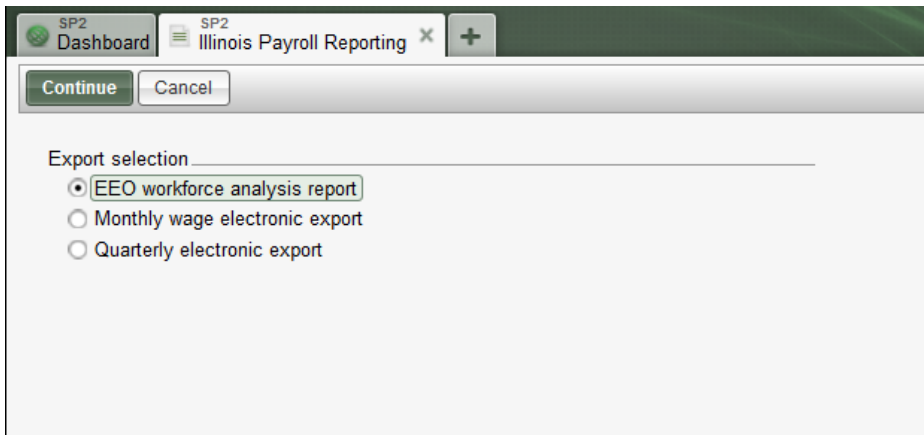 SP2 SP2
Dashboard Illinois Payroll Reporting
Continue Cancel
Export selection
EEO workforce analysis report
Monthly wage electronic export
Quarterly electronic export